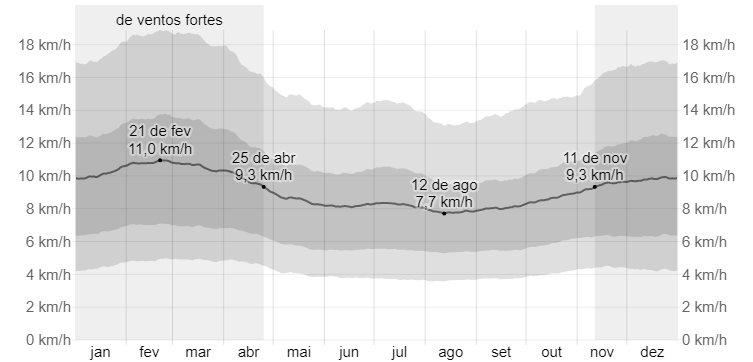 de ventos fortes
18 km/h 18 km/h
16 km/h 16 km/h
14 km/h 14 km/h
12 km/h 12 km/h
21 de fev
11,0 km/h
25 de abr
9,3 km/h
11 de nov
9,3 km/h
10 km/h 10 km/h
12 de ago
7,7 km/h
8 km/h 8 km/h
6 km/h 6 km/h
4 km/h 4 km/h
2 km/h 2 km/h
0 km/h 0 km/h
jan fev mar abr mai jun jul ago set out nov dez